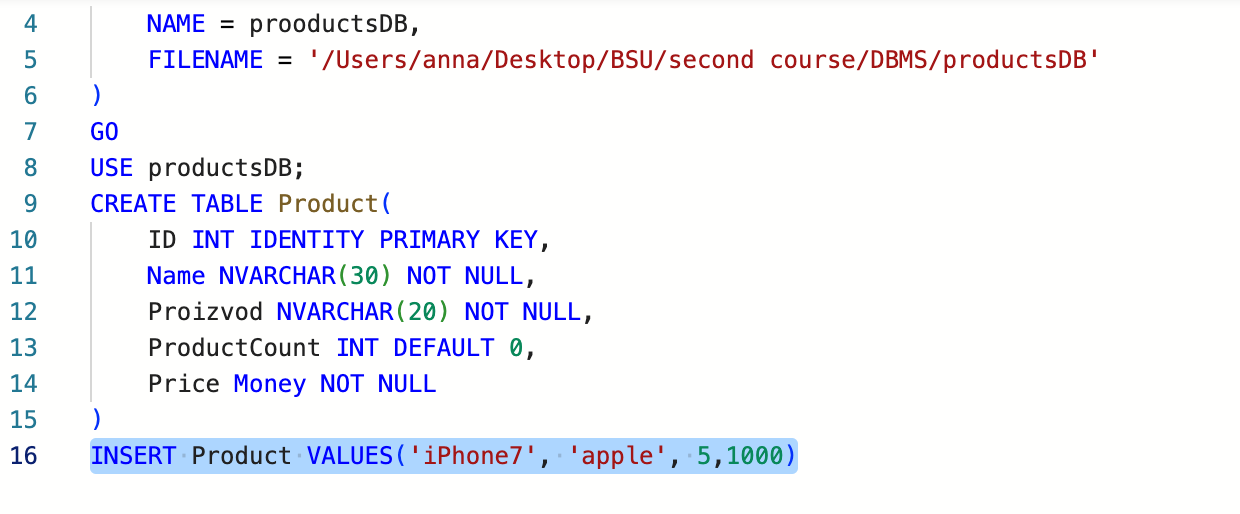 4 NAME = prooductsDB,
5 FILENAME = '/Users/anna/Desktop/BSU/second course/DBMS/productsDB'
6 )
7 GO
8 USE productsDB;
9 CREATE TABLE Product(
10 ID INT IDENTITY PRIMARY KEY,
11 Name NVARCHAR(30) NOT NULL,
12 Proizvod NVARCHAR(20) NOT NULL,
13 ProductCount INT DEFAULT 0,
14 Price Money NOT NULL
15 )
16 INSERT Product VALUES('iPhone7', 'apple', 5,1000)